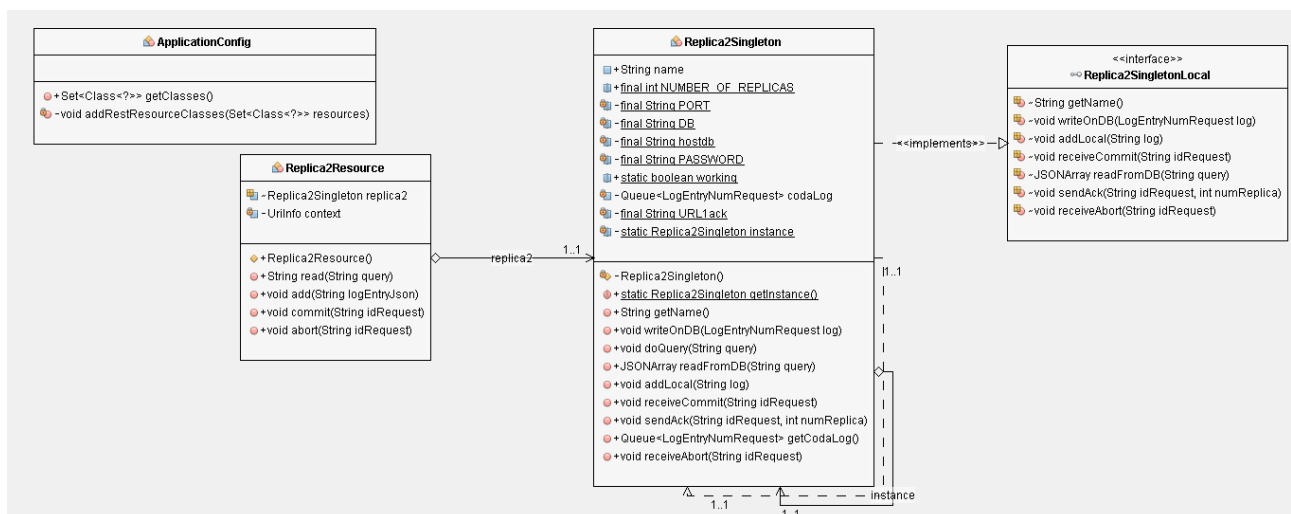 ApplicationConfig
+Set<Class<?>> getClasses()
-void addRestResourceClasses(Set<Class<?>> resources)
Replica2Resource
~Replica2Singleton replica2
-UriInfo context
+Replica2Resource()
+String read(String query)
+void add(String logEntryJson)
+void commit(String idRequest)
+void abort(String idRequest)
replica2
1..1
Replica2Singleton
+String name
+final int NUMBER_OF_REPLICAS
-final String PORT
-final String DB
-final String hostdb
-final String PASSWORD
+static boolean working
-Queue<LogEntryNumRequest> codaLog
-final String URL1ack
-static Replica2Singleton instance
-Replica2Singleton()
+static Replica2Singleton getInstance()
+String getName()
+void writeOnDB(LogEntryNumRequest log)
+void doQuery(String query)
+JSONArray readFromDB(String query)
+void addLocal(String log)
+void receiveCommit(String idRequest)
+void sendAck(String idRequest, int numReplica)
+Queue<LogEntryNumRequest> getCodaLog()
+void receiveAbort(String idRequest)
<<implements>>
1..1
instance
1..1
1..1
<<interface>>
Replica2SingletonLocal
~String getName()
~void writeOnDB(LogEntryNumRequest log)
~void addLocal(String log)
~void receiveCommit(String idRequest)
~JSONArray readFromDB(String query)
~void sendAck(String idRequest, int numReplica)
~void receiveAbort(String idRequest)